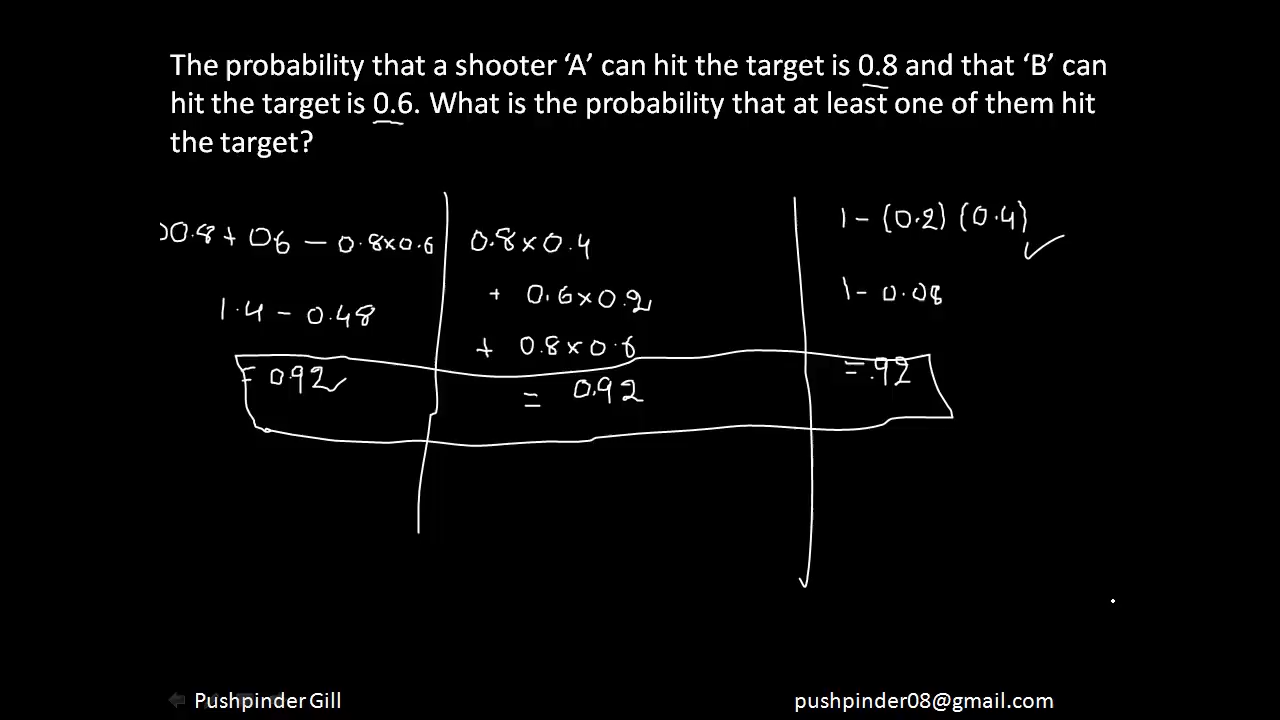 The probability that a shooter ‘A’ can hit the target is 0.8 and that ‘B’ can
hit the target is 0.6. What is the probability that at least one of them hit
the target?
0.8 + 06 − 0.8×0.6
1.4 − 0.48
= 0.92
0.8 × 0.4
+ 0.6 × 0.2
+ 0.8 × 0.6
= 0.92
1 − (0.2) (0.4)
1 − 0.08
= .92
Pushpinder Gill
pushpinder08@gmail.com